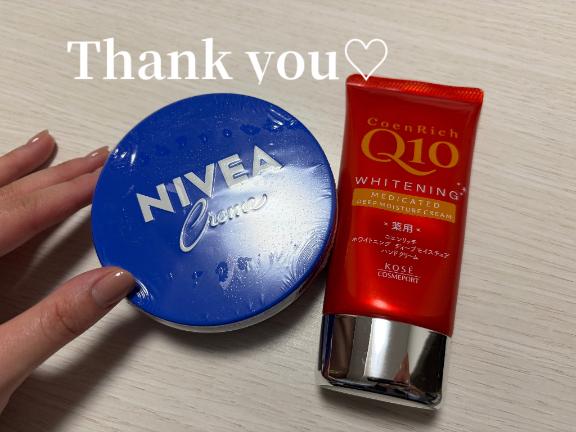 Thank you♡
NIVEA
Creme
CoenRich
Q10
WHITENING
MEDICATED
DEEP MOISTURE CREAM
薬用
コエンリッチ
ホワイトニング ディープモイスチュア
ハンドクリーム
KOSÉ
COSMEPORT